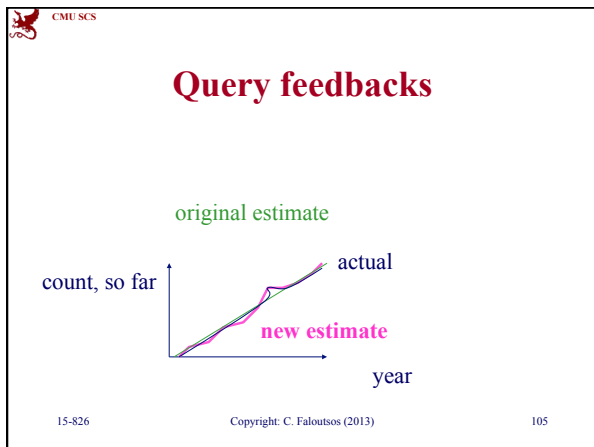 CMU SCS
Query feedbacks
original estimate
actual
count, so far
new estimate
year
15-826
Copyright: C. Faloutsos (2013)
105